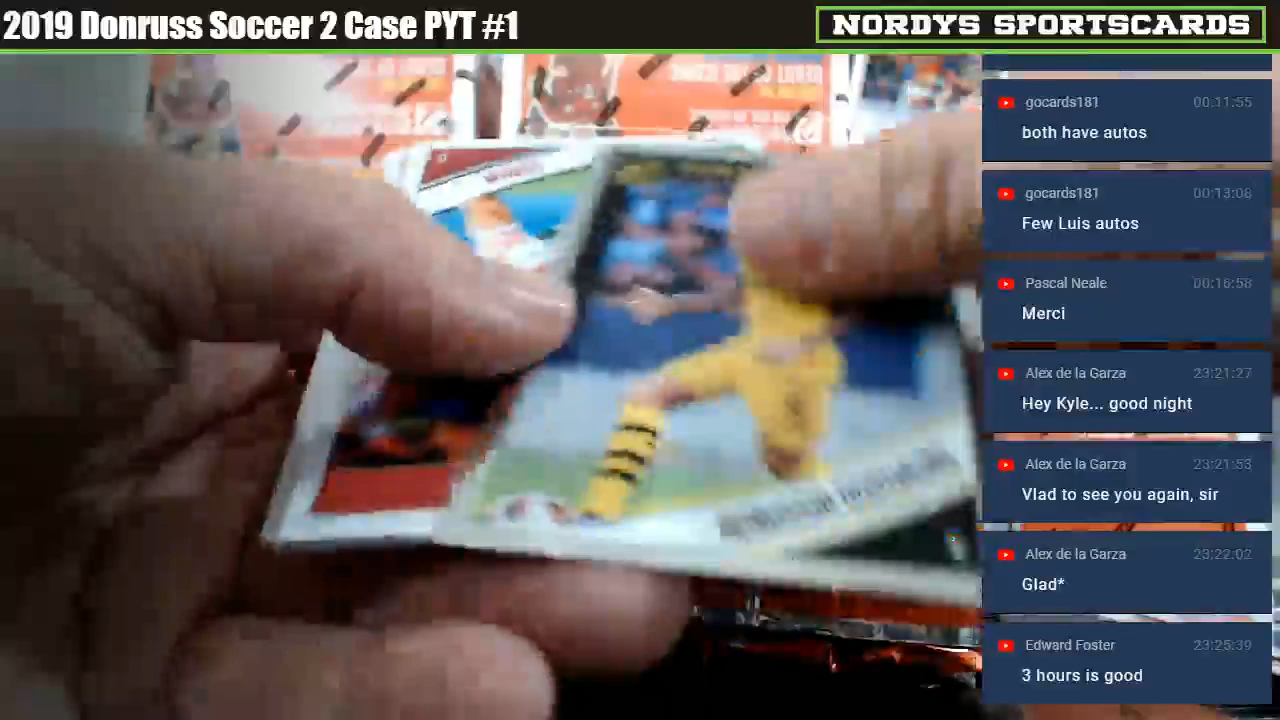 2019 Donruss Soccer 2 Case PYT #1
NORDYS SPORTSCARDS
gocards181 00:11:55
both have autos
gocards181 00:13:08
Few Luis autos
Pascal Neale 00:16:58
Merci
Alex de la Garza 23:21:27
Hey Kyle... good night
Alex de la Garza 23:21:53
Vlad to see you again, sir
Alex de la Garza 23:22:02
Glad*
Edward Foster 23:25:39
3 hours is good